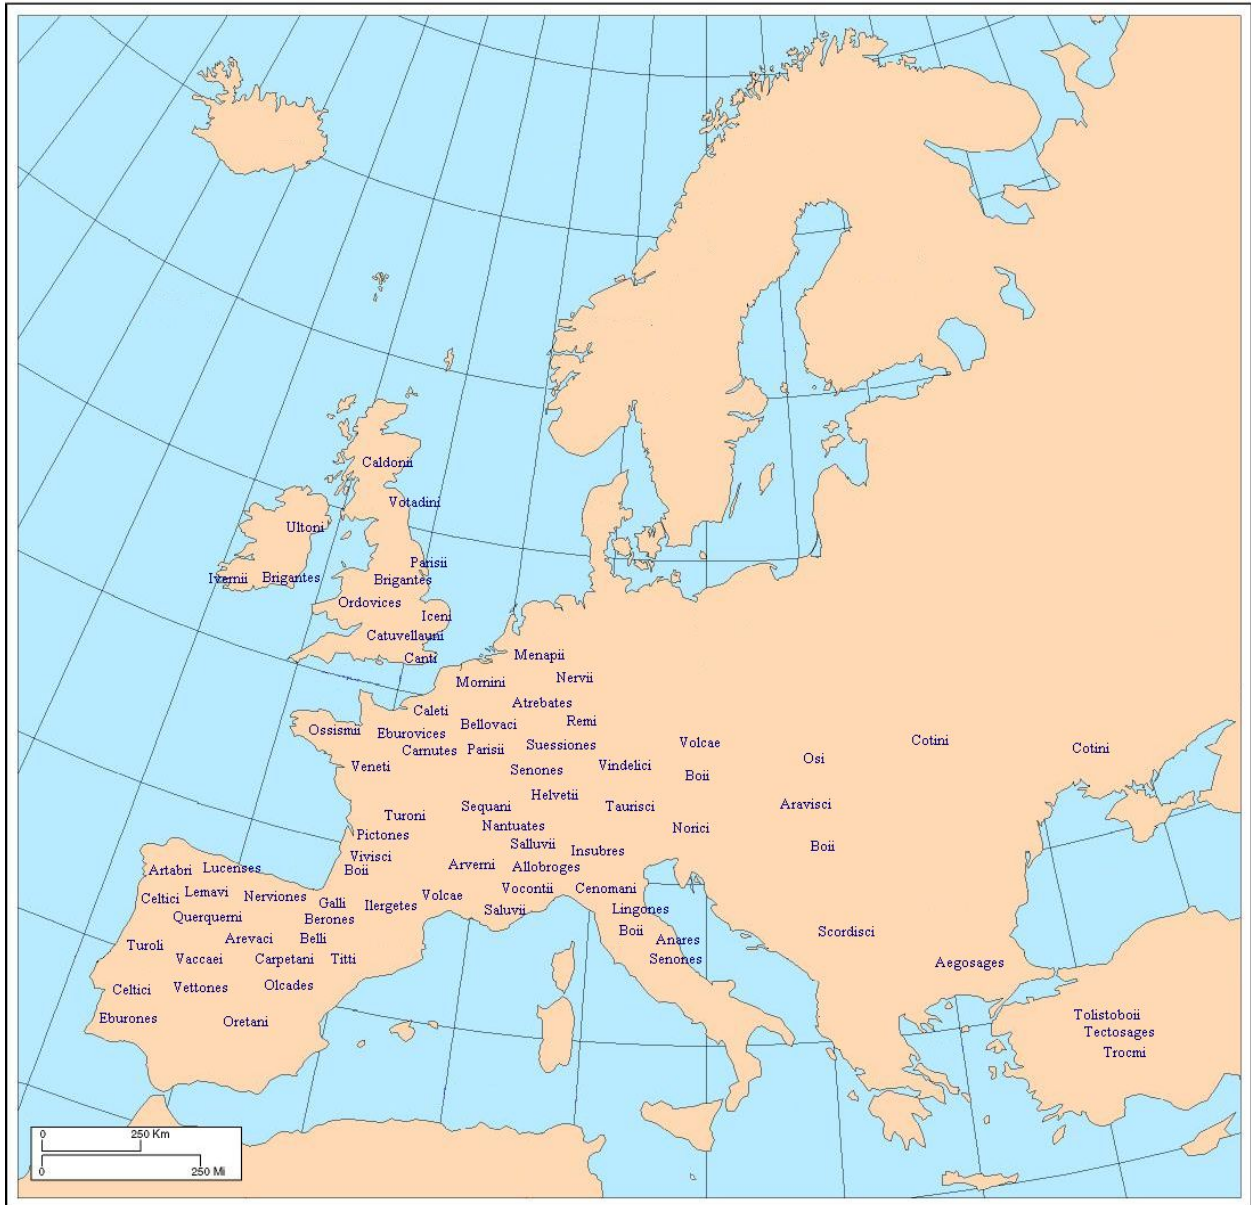 Caldonii
Votadini
Ultoni
Parisii
Ivernii
Brigantes
Brigantes
Ordovices
Iceni
Catuvellauni
Canti
Menapii
Nervii
Mornini
Atrebates
Caleti
Remi
Bellovaci
Ossismii
Eburovices
Carnutes
Parisii
Suessiones
Volcae
Cotini
Cotini
Osi
Veneti
Senones
Vindelici
Boii
Helvetii
Sequani
Taurisci
Aravisci
Turoni
Nantuates
Norici
Pictones
Salluvii
Insubres
Boii
Vivisci
Boii
Arverni
Allobroges
Artabri
Lucenses
Vocontii
Cenomani
Lemavi
Celtici
Nerviones
Galli
Ilergetes
Volcae
Saluvii
Lingones
Querquerni
Berones
Boii
Scordisci
Turoli
Arevaci
Belli
Anares
Vaccaei
Carpetani
Titti
Senones
Aegosages
Celtici
Vettones
Olcades
Eburones
Oretani
Tolistoboii
Tectosages
Trocmi
0 250 Km
0 250 Mi